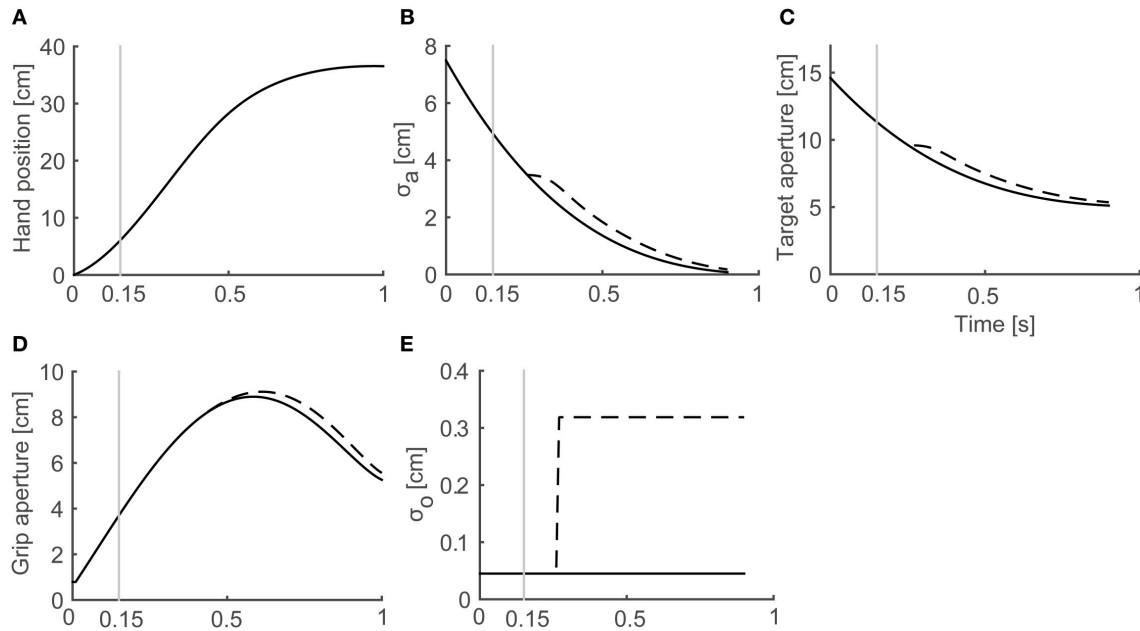 A
Hand position [cm]
40
30
20
10
0
0 0.15 0.5 1
B
σa [cm]
8
6
4
2
0
0 0.15 0.5 1
C
Target aperture [cm]
15
10
5
0
0 0.15 0.5 1
Time [s]
D
Grip aperture [cm]
10
8
6
4
2
0
0 0.15 0.5 1
E
σo [cm]
0.4
0.3
0.2
0.1
0
0 0.15 0.5 1